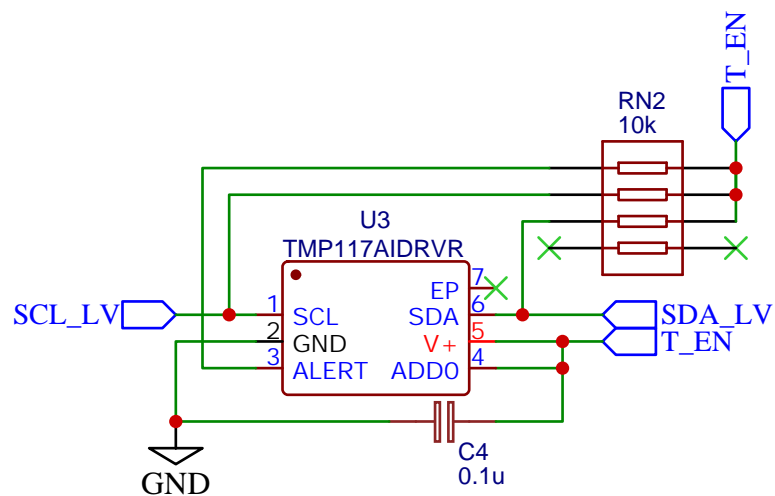 T_EN
RN2
10k
U3
TMP117AIDRVR
SCL_LV
1
SCL
2
GND
3
ALERT
EP
7
SDA
6
V+
5
ADD0
4
SDA_LV
T_EN
C4
0.1u
GND